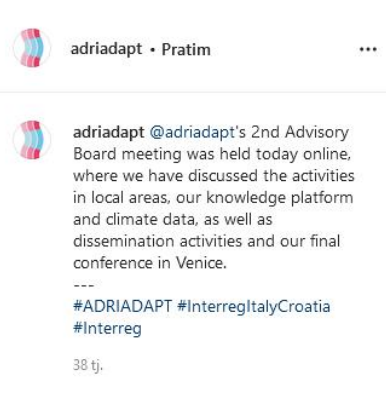 adriadapt • Pratim
adriadapt @adriadapt's 2nd Advisory
Board meeting was held today online,
where we have discussed the activities
in local areas, our knowledge platform
and climate data, as well as
dissemination activities and our final
conference in Venice.
---
#ADRIADAPT #InterregItalyCroatia
#Interreg
38 tj.